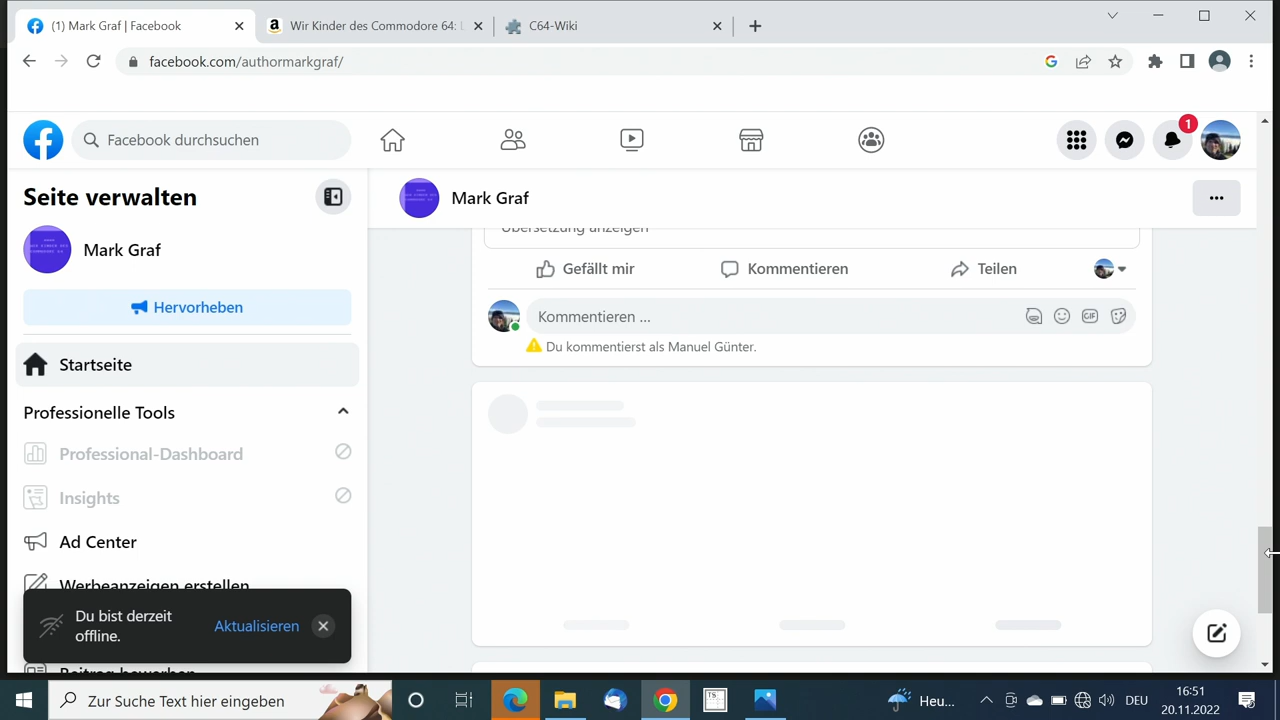 (1) Mark Graf | Facebook
Wir Kinder des Commodore 64:
C64-Wiki
facebook.com/authormarkgraf/
Facebook durchsuchen
1
Seite verwalten
Mark Graf
Hervorheben
Startseite
Professionelle Tools
Professional-Dashboard
Insights
Ad Center
Werbeanzeigen erstellen
Du bist derzeit offline.
Aktualisieren
Beitrag bewerben
Mark Graf
Übersetzung anzeigen
Gefällt mir
Kommentieren
Teilen
Kommentieren ...
GIF
Du kommentierst als Manuel Günter.
Zur Suche Text hier eingeben
Heu...
DEU
16:51
20.11.2022